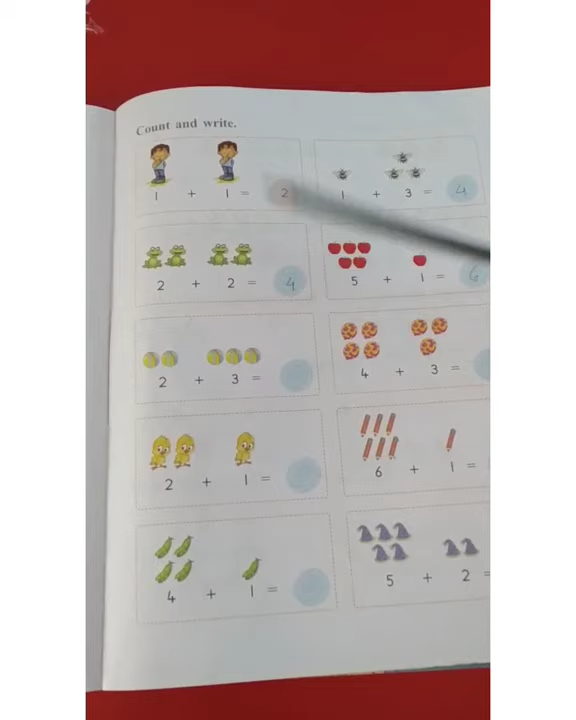 Count and write.
1 + 1 = 2
1 + 3 = 4
2 + 2 = 4
5 + 1 = 6
2 + 3 =
4 + 3 =
2 + 1 =
6 + 1 =
4 + 1 =
5 + 2 =